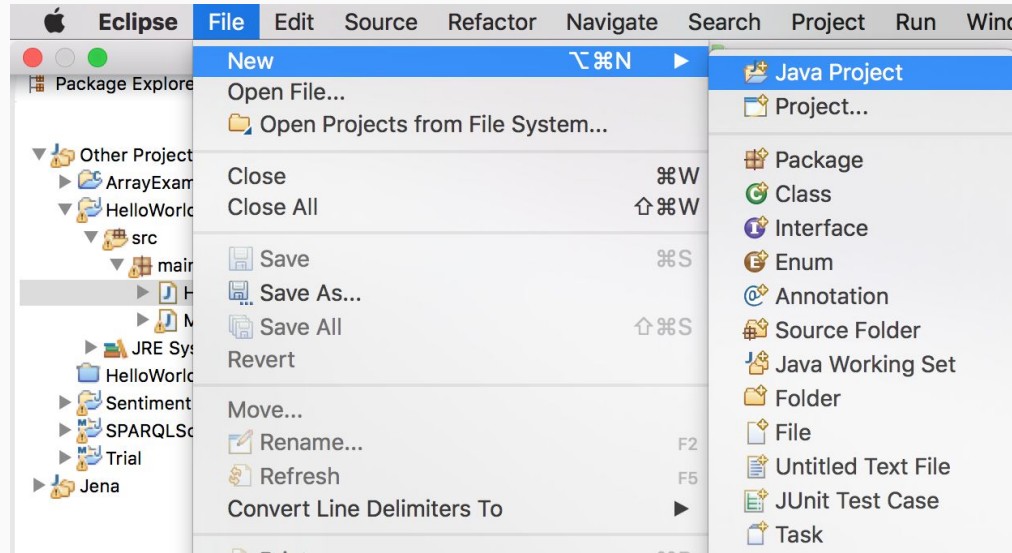 Eclipse File Edit Source Refactor Navigate Search Project Run
Package Explore
Other Project
ArrayExam
HelloWorld
src
main
H
JRE Sys
HelloWorld
Sentiment
SPARQLSc
Trial
Jena
New ⌥⌘N ▶
Open File...
Open Projects from File System...
Close ⌘W
Close All ⇧⌘W
Save ⌘S
Save As...
Save All ⇧⌘S
Revert
Move...
Rename... F2
Refresh F5
Convert Line Delimiters To ▶
Java Project
Project...
Package
Class
Interface
Enum
Annotation
Source Folder
Java Working Set
Folder
File
Untitled Text File
JUnit Test Case
Task